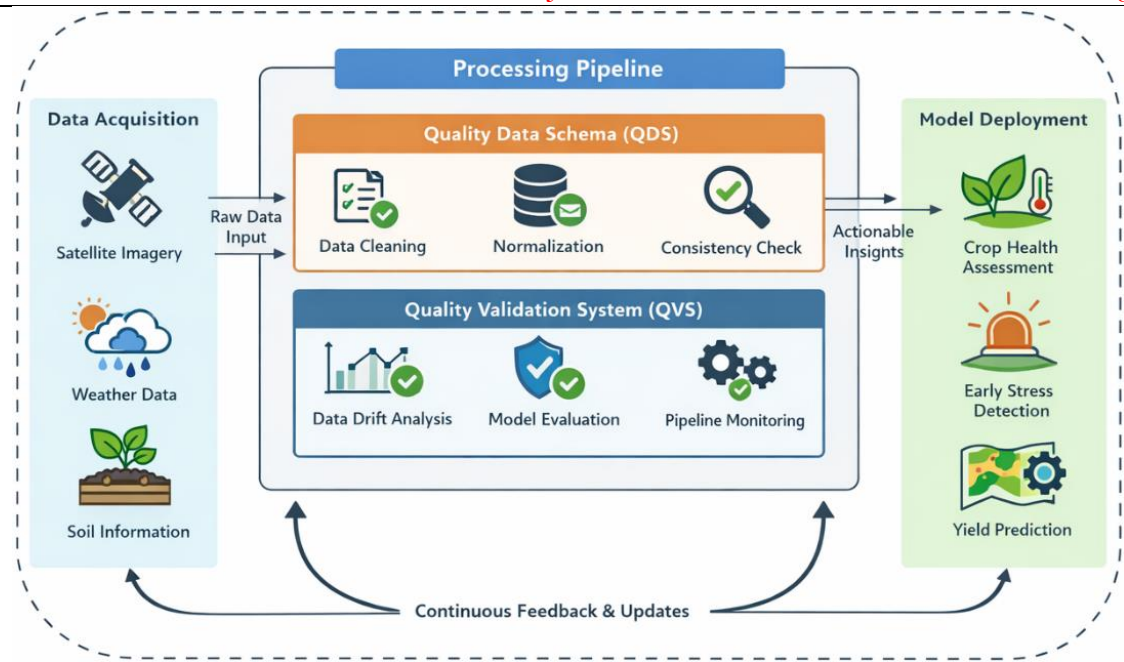 Processing Pipeline
Data Acquisition
Satellite Imagery
Weather Data
Soil Information
Raw Data
Input
Quality Data Schema (QDS)
Data Cleaning
Normalization
Consistency Check
Quality Validation System (QVS)
Data Drift Analysis
Model Evaluation
Pipeline Monitoring
Actionable
Insights
Model Deployment
Crop Health
Assessment
Early Stress
Detection
Yield Prediction
Continuous Feedback & Updates